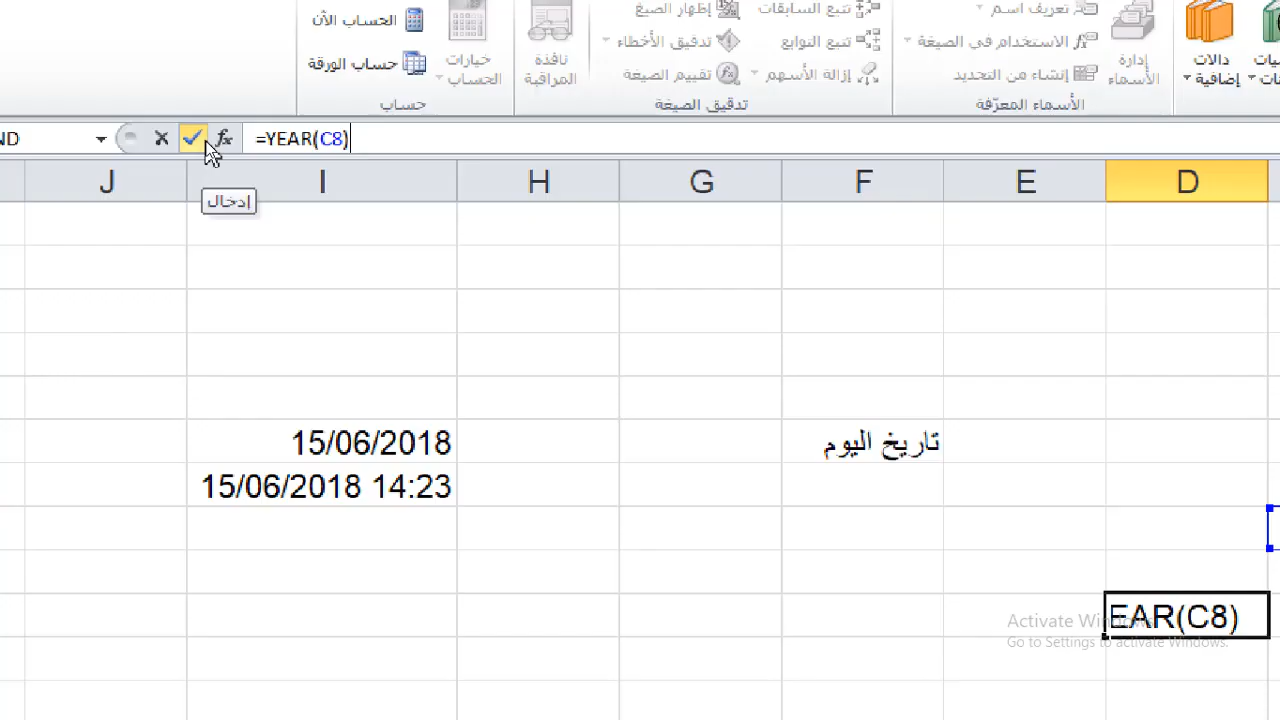 دالات إضافية
إدارة الأسماء
تعريف اسم
الاستخدام في الصيغة
إنشاء من التحديد
الأسماء المعرّفة
تتبع السابقات
تتبع التوابع
إزالة الأسهم
إظهار الصيغ
تدقيق الأخطاء
تقييم الصيغة
تدقيق الصيغة
نافذة المراقبة
خيارات الحساب
الحساب الآن
حساب الورقة
حساب
ND
fx
=YEAR(C8)
إدخال
J I H G F E D
15/06/2018
تاريخ اليوم
15/06/2018 14:23
EAR(C8)
Activate Windows
Go to Settings to activate Windows.